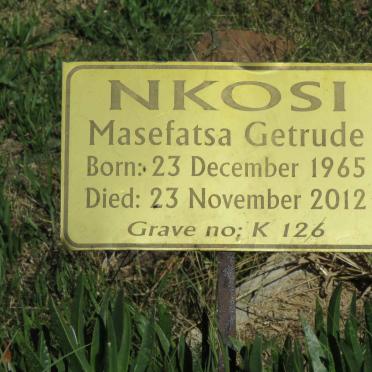 NKOSI
Masefatsa Getrude
Born: 23 December 1965
Died: 23 November 2012
Grave no; K 126